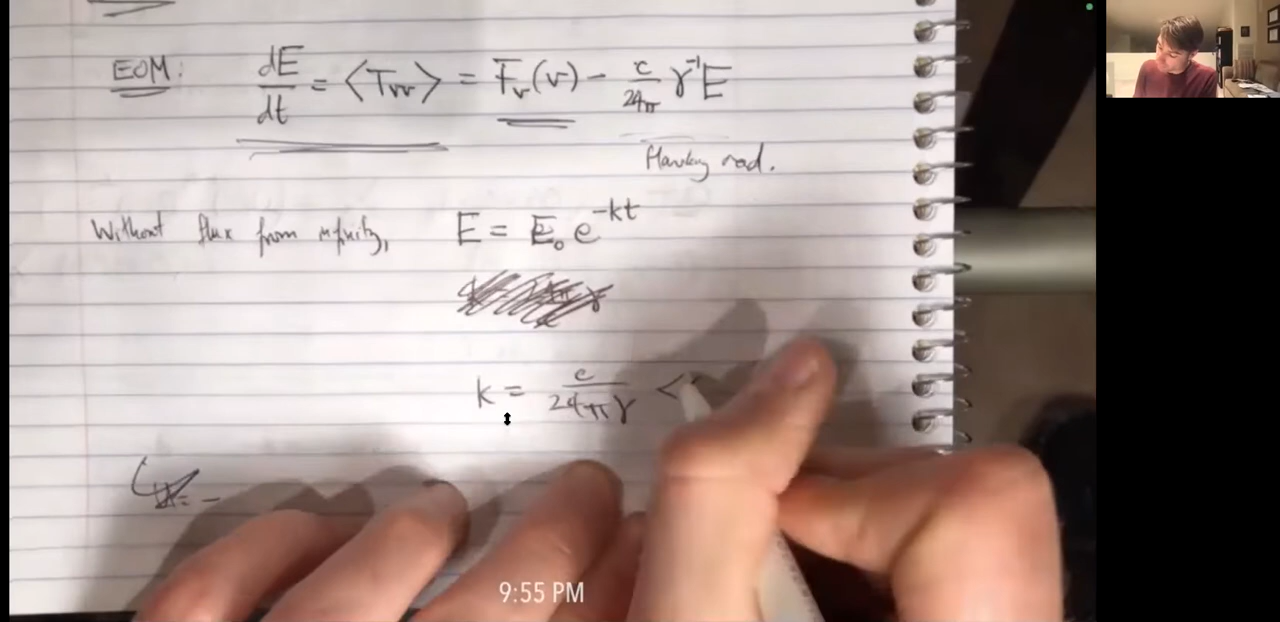 EOM: dE/dt = ⟨T_vv⟩ = F_v(v) − c/24π γ⁻¹E
Hawking rad.
Without flux from infinity, E = E₀ e^{-kt}
k = c/24πγ <
9:55 PM